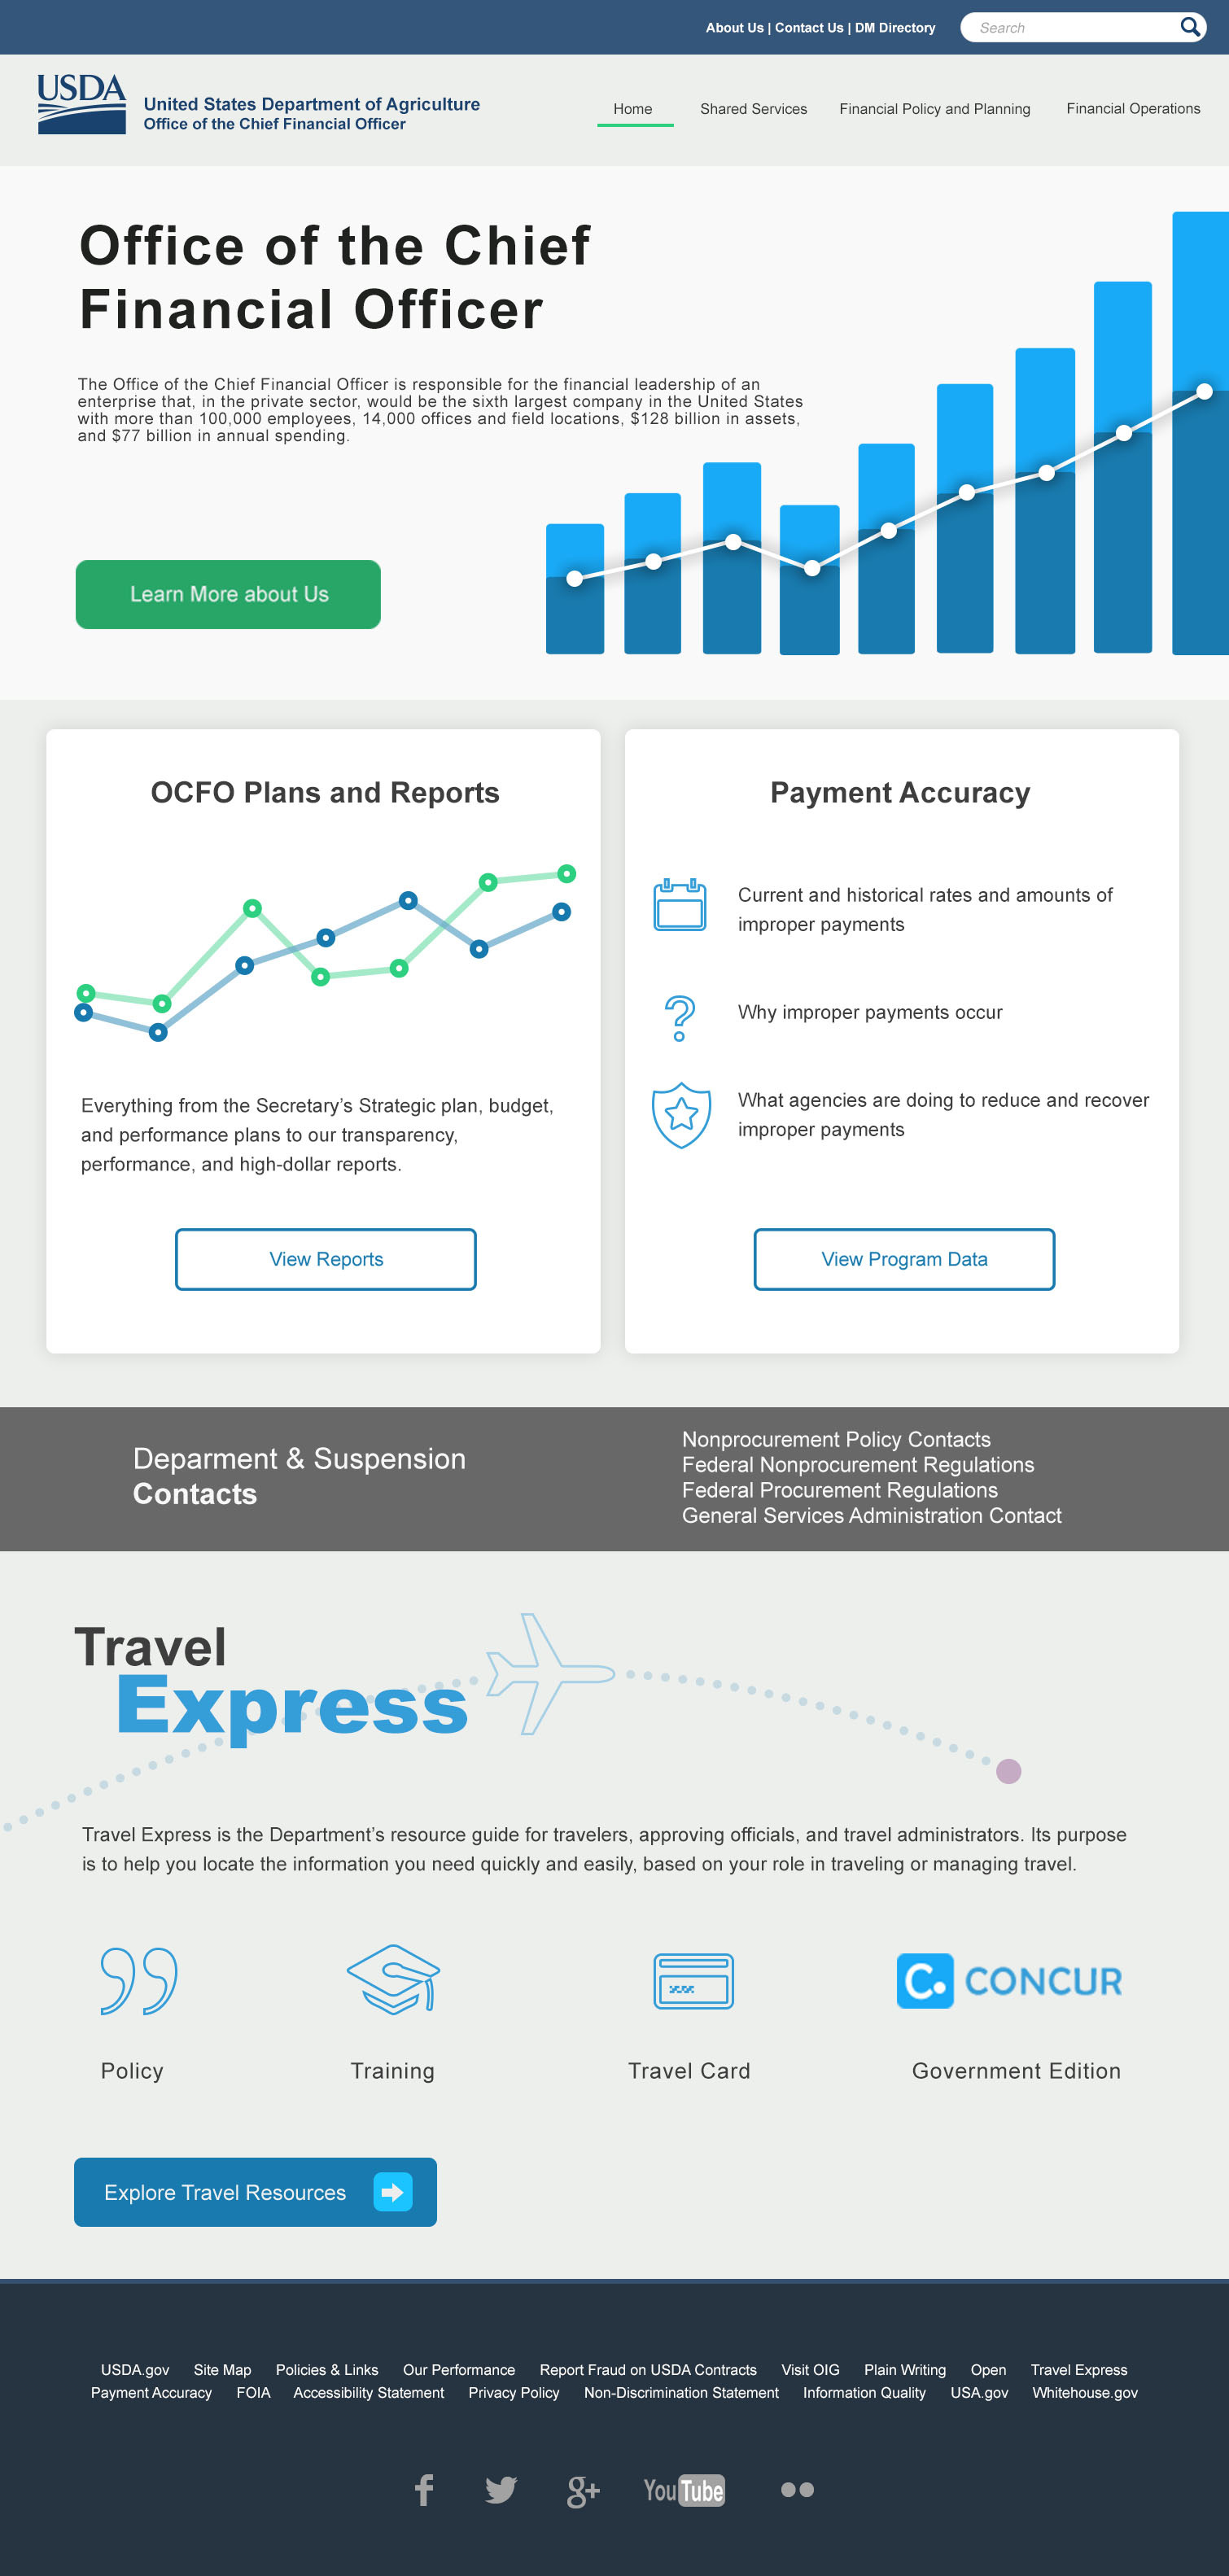 About Us | Contact Us | DM Directory
Search
USDA
United States Department of Agriculture
Office of the Chief Financial Officer
Home
Shared Services
Financial Policy and Planning
Financial Operations
Office of the Chief
Financial Officer
The Office of the Chief Financial Officer is responsible for the financial leadership of an
enterprise that, in the private sector, would be the sixth largest company in the United States
with more than 100,000 employees, 14,000 offices and field locations, $128 billion in assets,
and $77 billion in annual spending.
Learn More about Us
OCFO Plans and Reports
Everything from the Secretary's Strategic plan, budget,
and performance plans to our transparency,
performance, and high-dollar reports.
View Reports
Payment Accuracy
Current and historical rates and amounts of
improper payments
Why improper payments occur
What agencies are doing to reduce and recover
improper payments
View Program Data
Deparment & Suspension
Contacts
Nonprocurement Policy Contacts
Federal Nonprocurement Regulations
Federal Procurement Regulations
General Services Administration Contact
Travel
Express
Travel Express is the Department's resource guide for travelers, approving officials, and travel administrators. Its purpose
is to help you locate the information you need quickly and easily, based on your role in traveling or managing travel.
C. CONCUR
Policy
Training
Travel Card
Government Edition
Explore Travel Resources
USDA.gov Site Map Policies & Links Our Performance Report Fraud on USDA Contracts Visit OIG Plain Writing Open Travel Express
Payment Accuracy FOIA Accessibility Statement Privacy Policy Non-Discrimination Statement Information Quality USA.gov Whitehouse.gov
f g+ YouTube